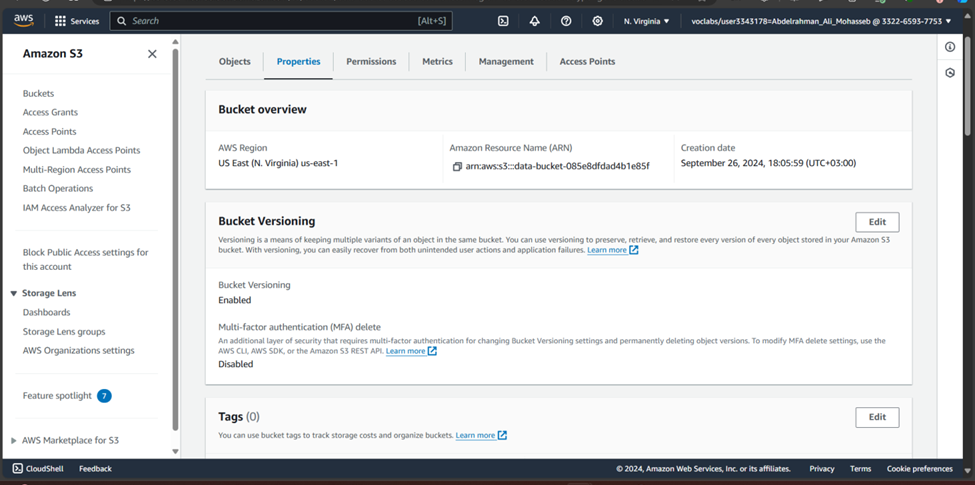 aws
Services
Search
[Alt+S]
N. Virginia
voclabs/user3343178=Abdelrahman_Ali_Mohasseb @ 3322-6593-7753
Amazon S3
Buckets
Access Grants
Access Points
Object Lambda Access Points
Multi-Region Access Points
Batch Operations
IAM Access Analyzer for S3
Block Public Access settings for
this account
Storage Lens
Dashboards
Storage Lens groups
AWS Organizations settings
Feature spotlight 7
AWS Marketplace for S3
Objects
Properties
Permissions
Metrics
Management
Access Points
Bucket overview
AWS Region
US East (N. Virginia) us-east-1
Amazon Resource Name (ARN)
arn:aws:s3:::data-bucket-085e8dfdad4b1e85f
Creation date
September 26, 2024, 18:05:59 (UTC+03:00)
Bucket Versioning
Edit
Versioning is a means of keeping multiple variants of an object in the same bucket. You can use versioning to preserve, retrieve, and restore every version of every object stored in your Amazon S3
bucket. With versioning, you can easily recover from both unintended user actions and application failures. Learn more
Bucket Versioning
Enabled
Multi-factor authentication (MFA) delete
An additional layer of security that requires multi-factor authentication for changing Bucket Versioning settings and permanently deleting object versions. To modify MFA delete settings, use the
AWS CLI, AWS SDK, or the Amazon S3 REST API. Learn more
Disabled
Tags (0)
Edit
You can use bucket tags to track storage costs and organize buckets. Learn more
CloudShell
Feedback
© 2024, Amazon Web Services, Inc. or its affiliates.
Privacy
Terms
Cookie preferences